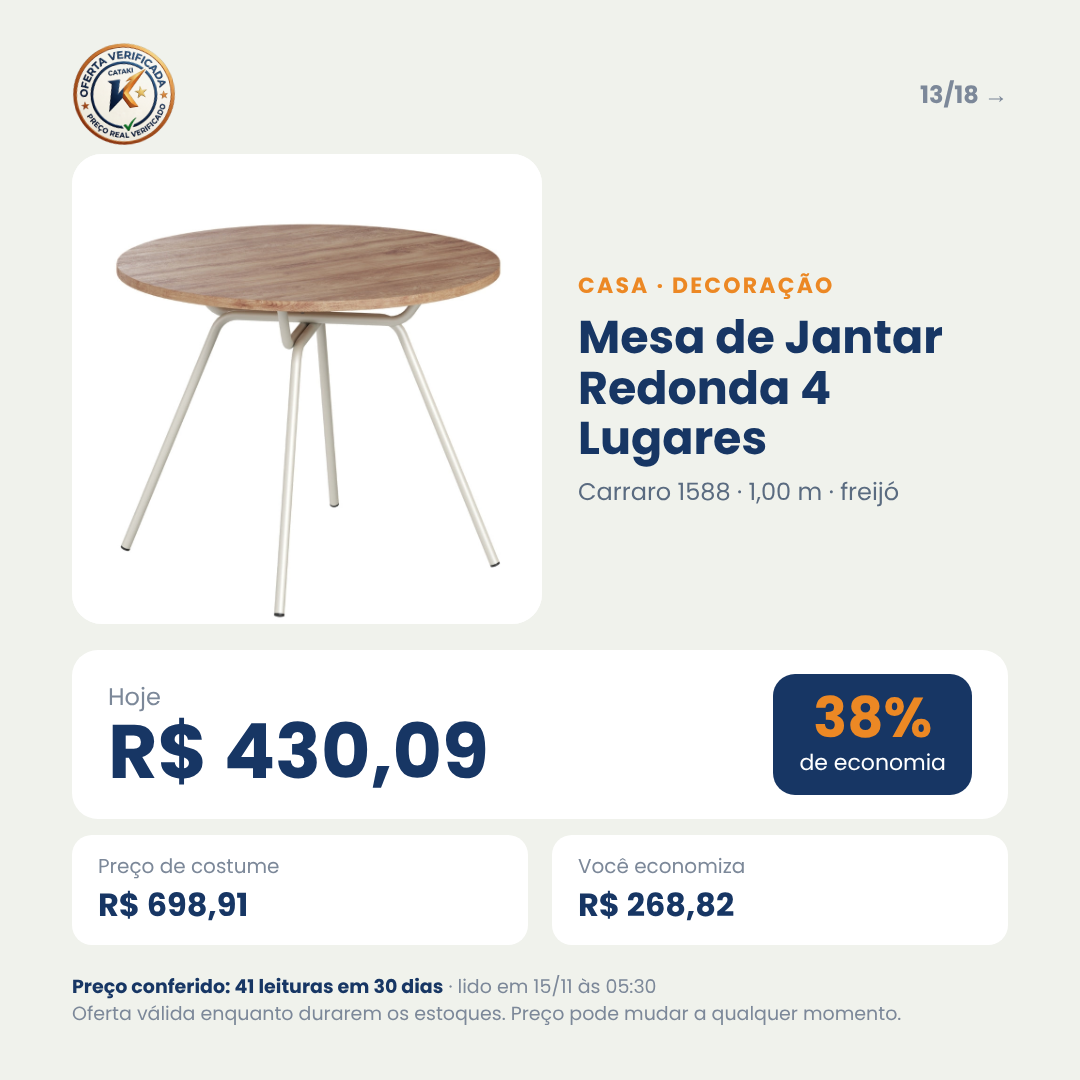 OFERTA VERIFICADA
CATAKI
K
PREÇO REAL VERIFICADO
13/18 →
CASA · DECORAÇÃO
Mesa de Jantar
Redonda 4
Lugares
Carraro 1588 · 1,00 m · freijó
Hoje
R$ 430,09
38%
de economia
Preço de costume
R$ 698,91
Você economiza
R$ 268,82
Preço conferido: 41 leituras em 30 dias · lido em 15/11 às 05:30
Oferta válida enquanto durarem os estoques. Preço pode mudar a qualquer momento.